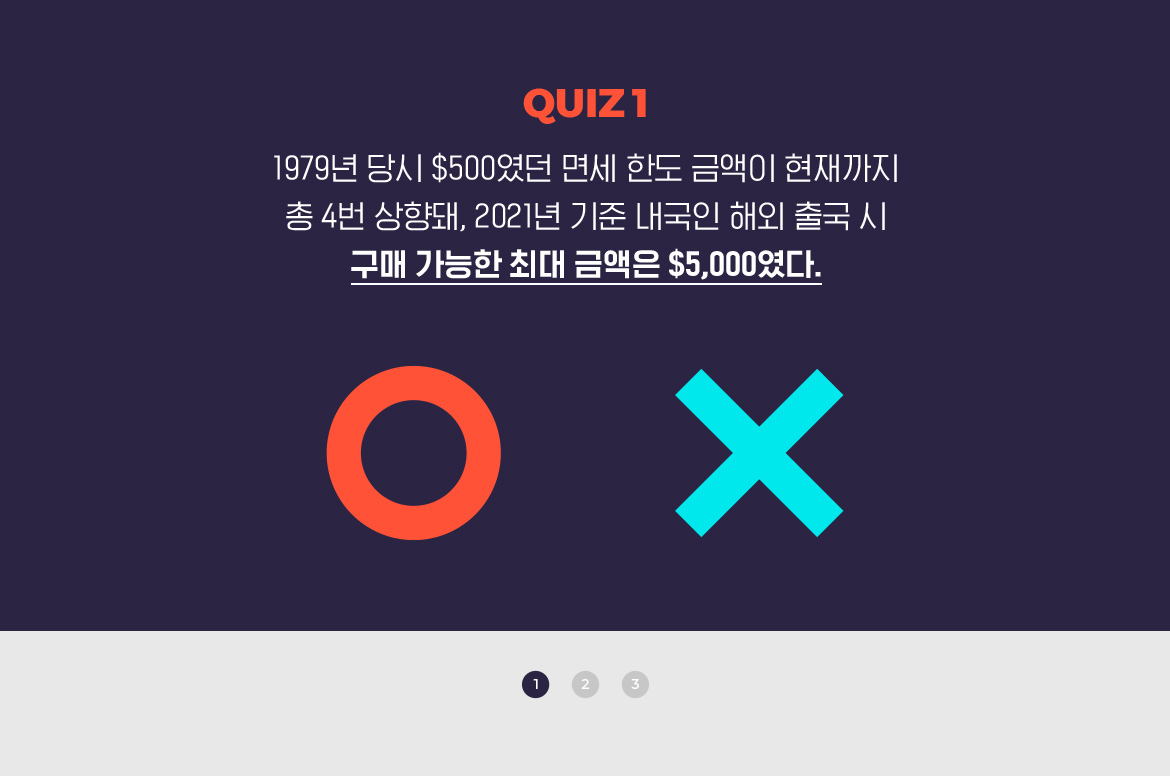 QUIZ 1
1979년 당시 $500였던 면세 한도 금액이 현재까지
총 4번 상향돼, 2021년 기준 내국인 해외 출국 시
구매 가능한 최대 금액은 $5,000였다.
1 2 3